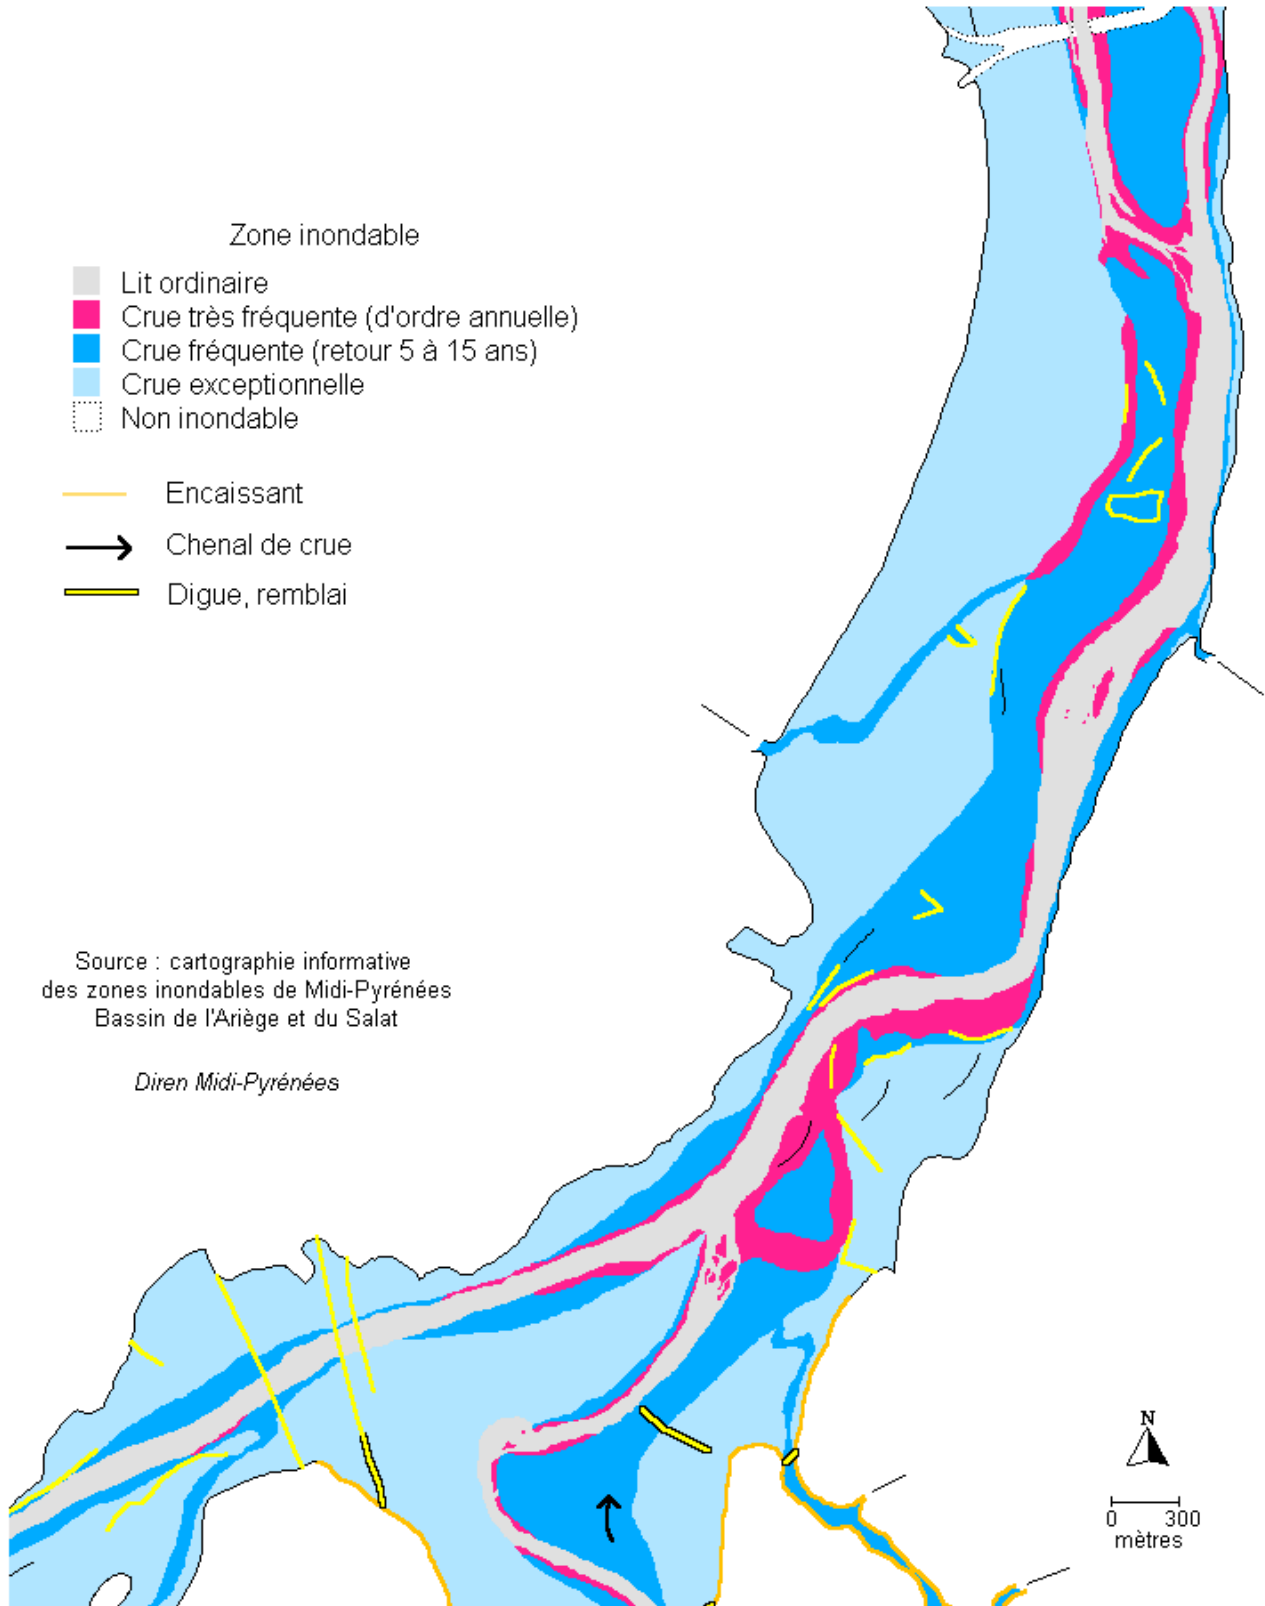 Zone inondable
Lit ordinaire
Crue très fréquente (d'ordre annuelle)
Crue fréquente (retour 5 à 15 ans)
Crue exceptionnelle
Non inondable
Encaissant
Chenal de crue
Digue, remblai
Source : cartographie informative
des zones inondables de Midi-Pyrénées
Bassin de l'Ariège et du Salat
Diren Midi-Pyrénées
N
0 300
mètres